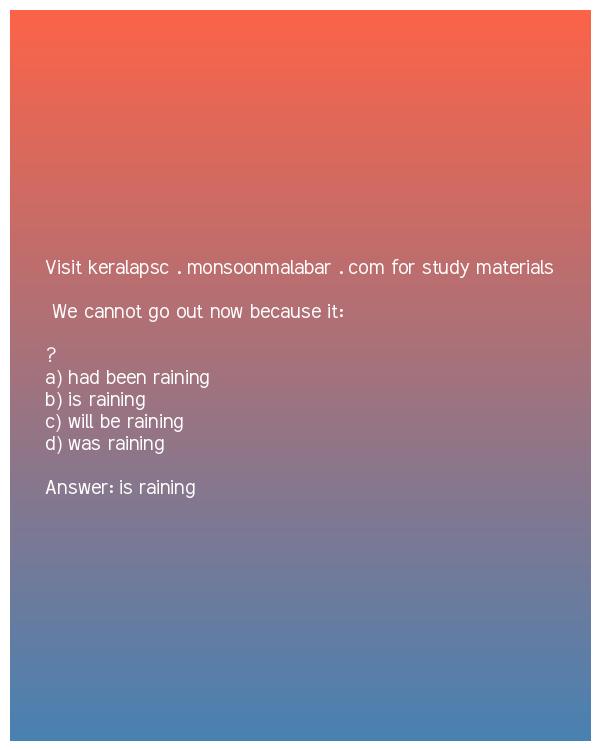 Visit keralapsc . monsoonmalabar . com for study materials
We cannot go out now because it:
?
a) had been raining
b) is raining
c) will be raining
d) was raining
Answer: is raining